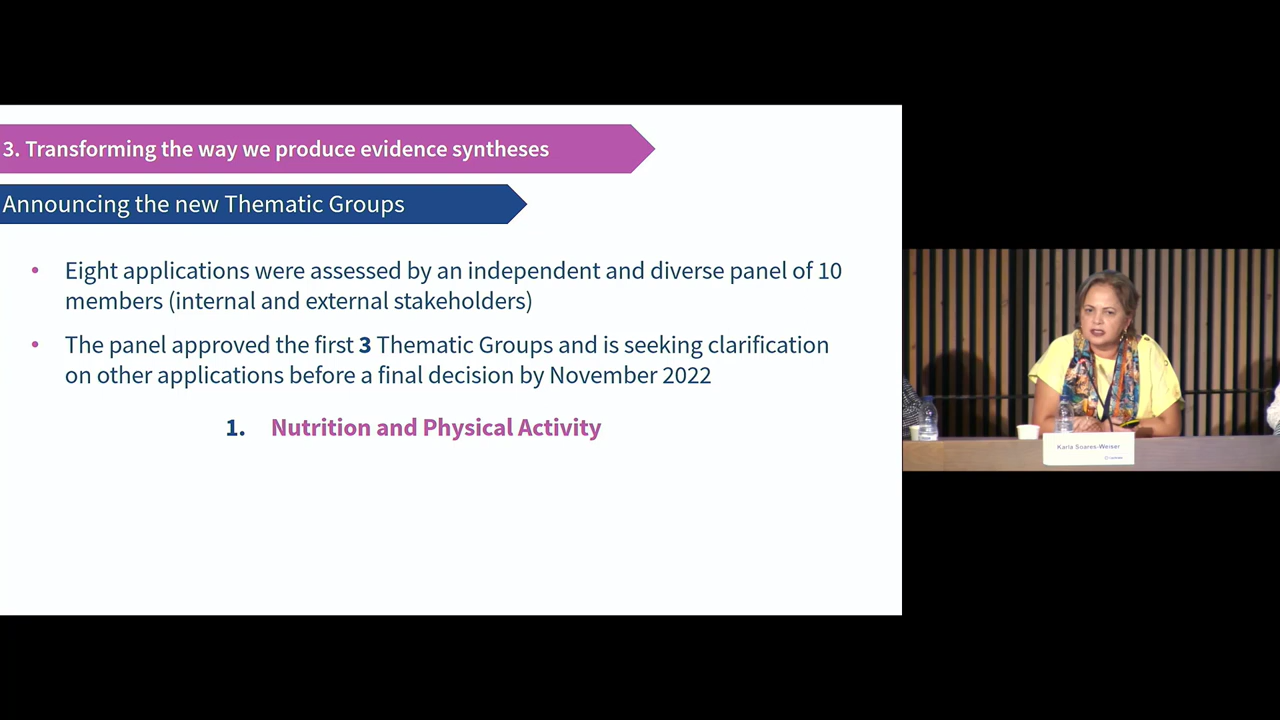 3. Transforming the way we produce evidence syntheses
Announcing the new Thematic Groups
• Eight applications were assessed by an independent and diverse panel of 10
members (internal and external stakeholders)
• The panel approved the first 3 Thematic Groups and is seeking clarification
on other applications before a final decision by November 2022
1. Nutrition and Physical Activity
Karla Soares-Weiser